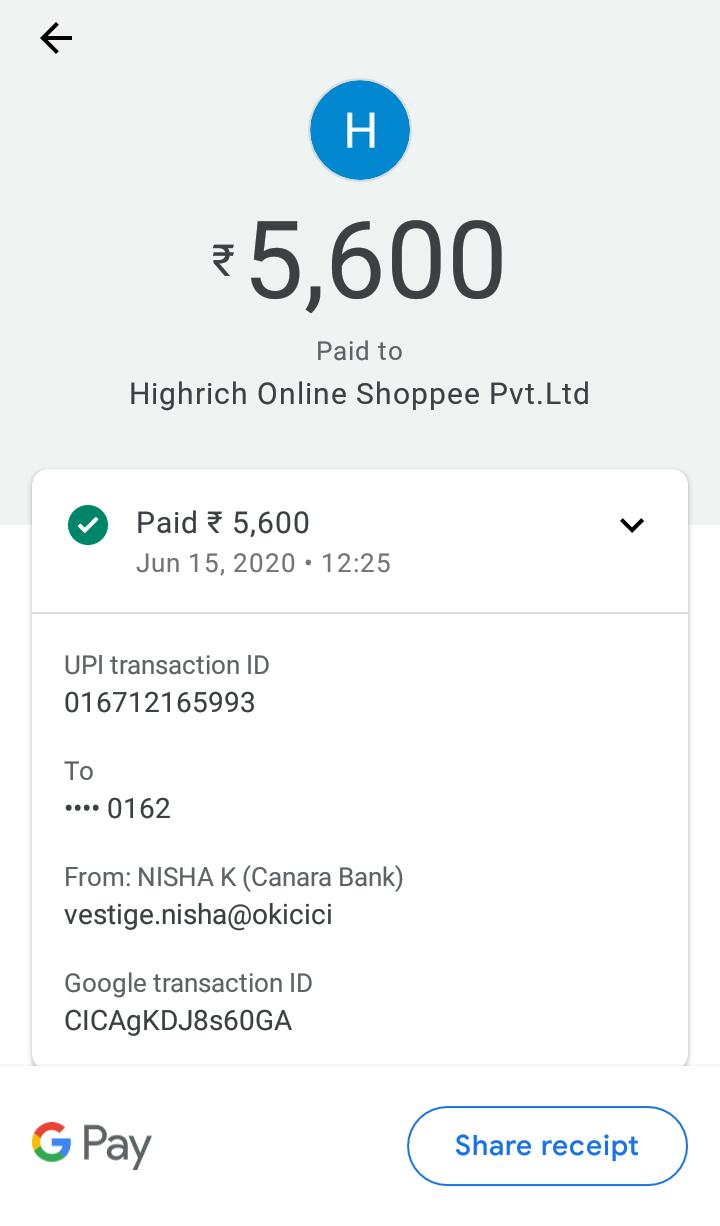 H
₹5,600
Paid to
Highrich Online Shoppee Pvt.Ltd
Paid ₹ 5,600
Jun 15, 2020 • 12:25
UPI transaction ID
016712165993
To
•••• 0162
From: NISHA K (Canara Bank)
vestige.nisha@okicici
Google transaction ID
CICAgKDJ8s60GA
G Pay
Share receipt